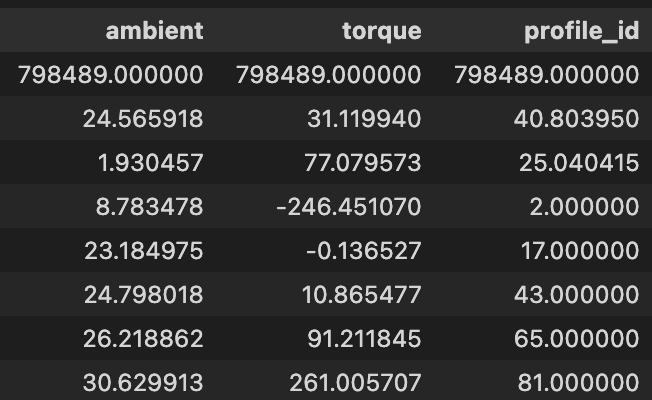 ambient torque profile_id
798489.000000 798489.000000 798489.000000
24.565918 31.119940 40.803950
1.930457 77.079573 25.040415
8.783478 -246.451070 2.000000
23.184975 -0.136527 17.000000
24.798018 10.865477 43.000000
26.218862 91.211845 65.000000
30.629913 261.005707 81.000000